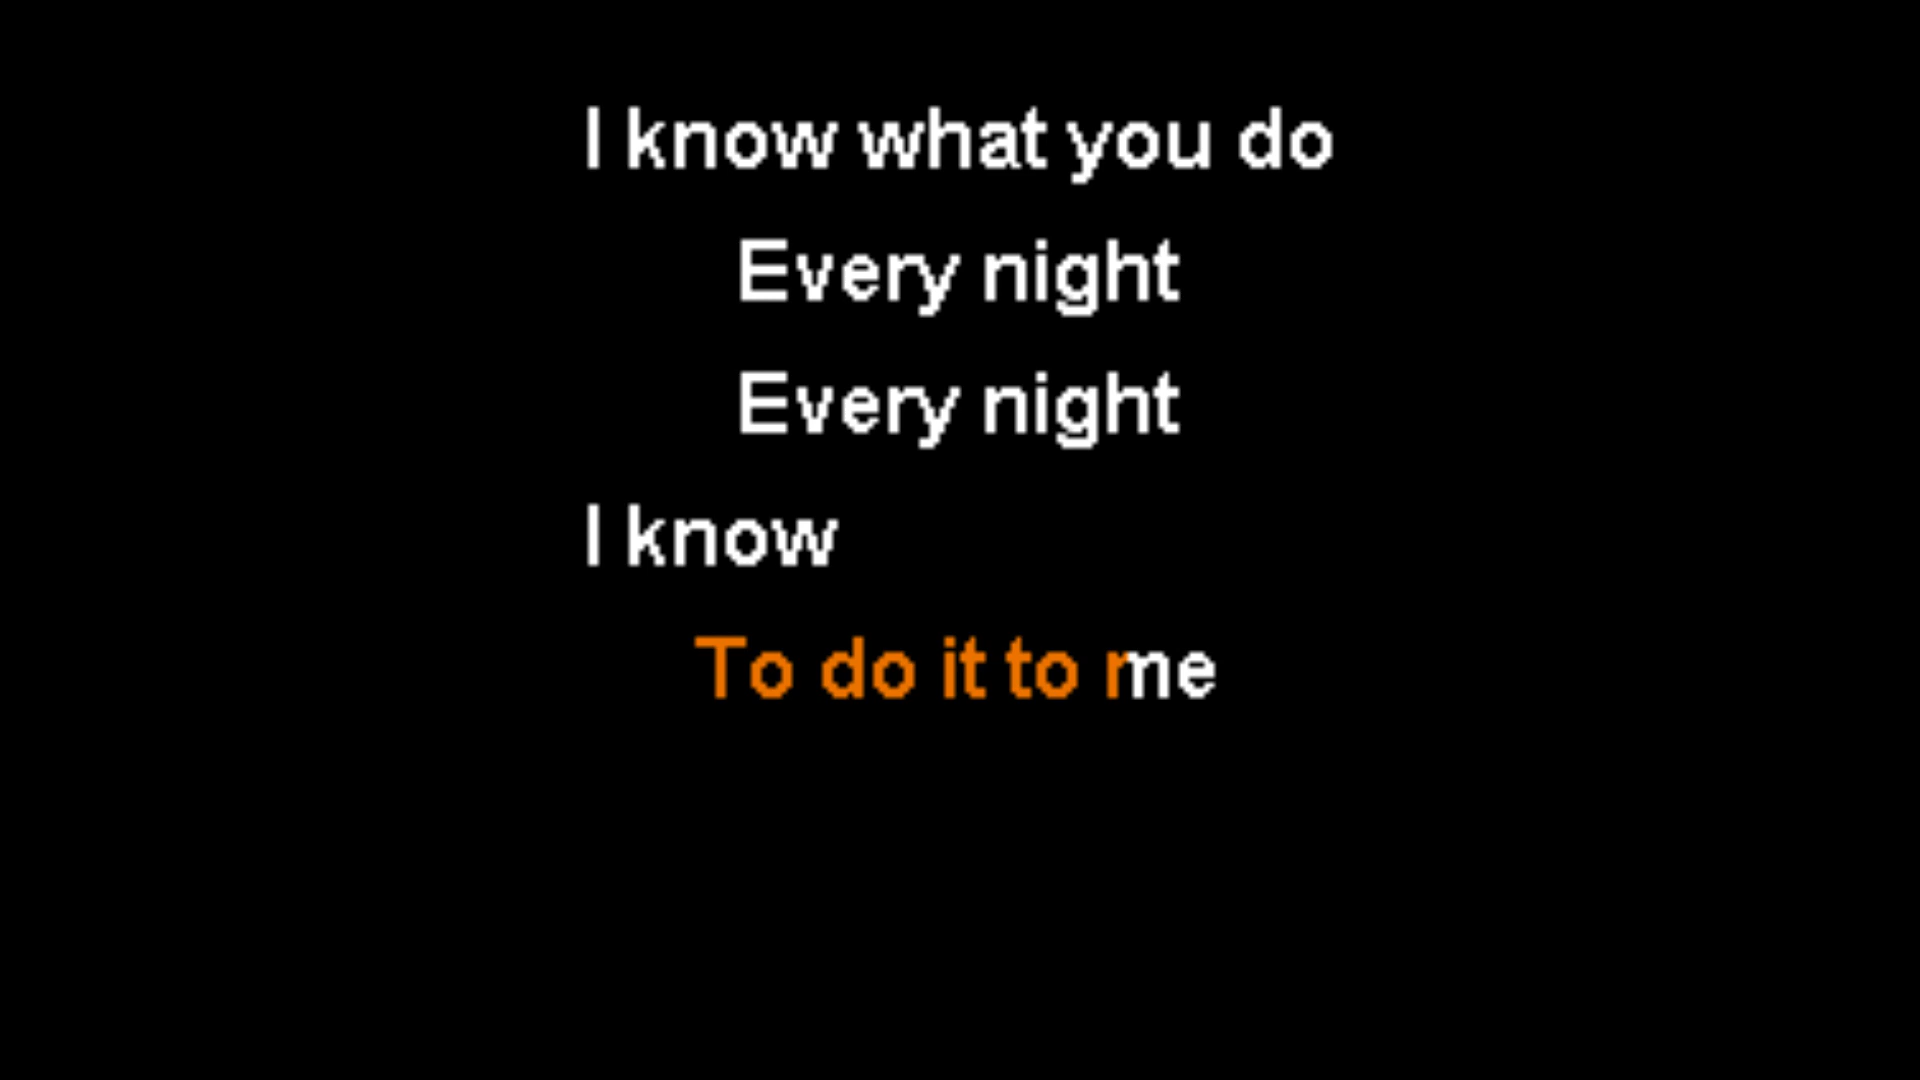 I know what you do
Every night
Every night
I know
To do it to me